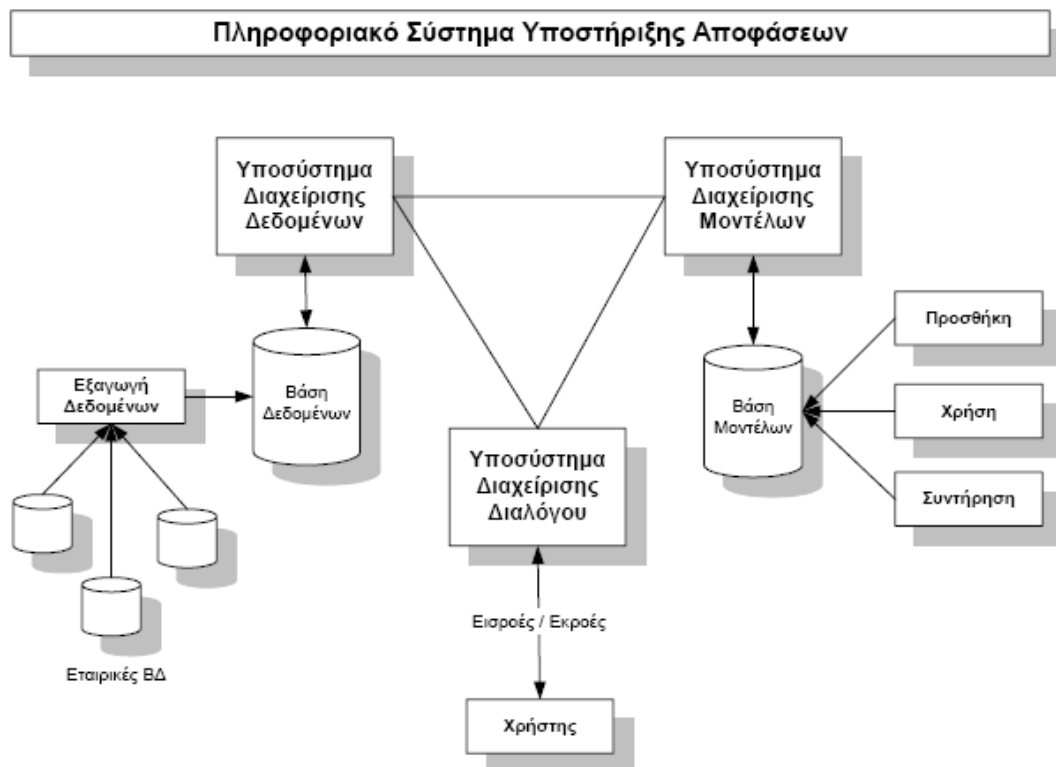 Πληροφοριακό Σύστημα Υποστήριξης Αποφάσεων
Υποσύστημα
Διαχείρισης
Δεδομένων
Υποσύστημα
Διαχείρισης
Μοντέλων
Προσθήκη
Εξαγωγή
Δεδομένων
Βάση
Δεδομένων
Βάση
Μοντέλων
Χρήση
Υποσύστημα
Διαχείρισης
Διαλόγου
Συντήρηση
Εισροές / Εκροές
Εταιρικές ΒΔ
Χρήστης